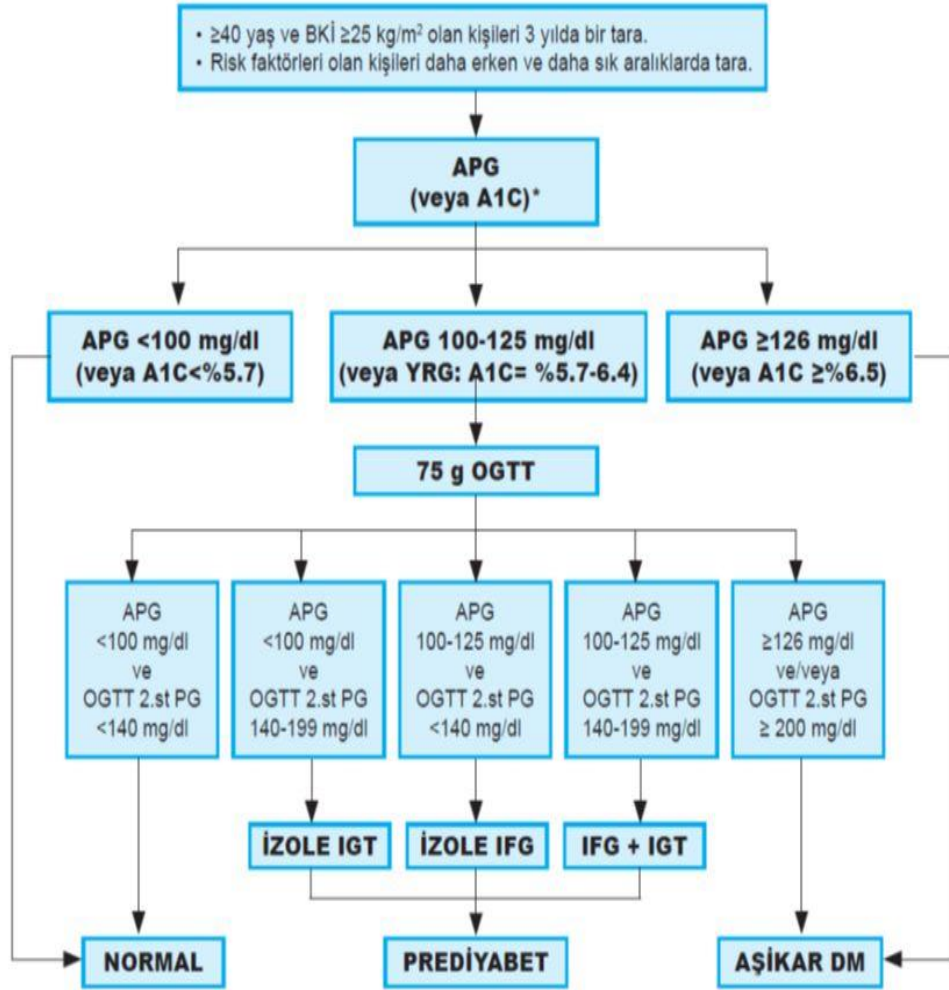 • ≥40 yaş ve BKİ ≥25 kg/m² olan kişileri 3 yılda bir tara.
• Risk faktörleri olan kişileri daha erken ve daha sık aralıklarda tara.
APG
(veya A1C)*
APG <100 mg/dl
(veya A1C<%5.7)
APG 100-125 mg/dl
(veya YRG: A1C= %5.7-6.4)
APG ≥126 mg/dl
(veya A1C ≥%6.5)
75 g OGTT
APG
<100 mg/dl
ve
OGTT 2.st PG
<140 mg/dl
APG
<100 mg/dl
ve
OGTT 2.st PG
140-199 mg/dl
APG
100-125 mg/dl
ve
OGTT 2.st PG
<140 mg/dl
APG
100-125 mg/dl
ve
OGTT 2.st PG
140-199 mg/dl
APG
≥126 mg/dl
ve/veya
OGTT 2.st PG
≥ 200 mg/dl
İZOLE IGT
İZOLE IFG
IFG + IGT
NORMAL
PREDİYABET
AŞİKAR DM